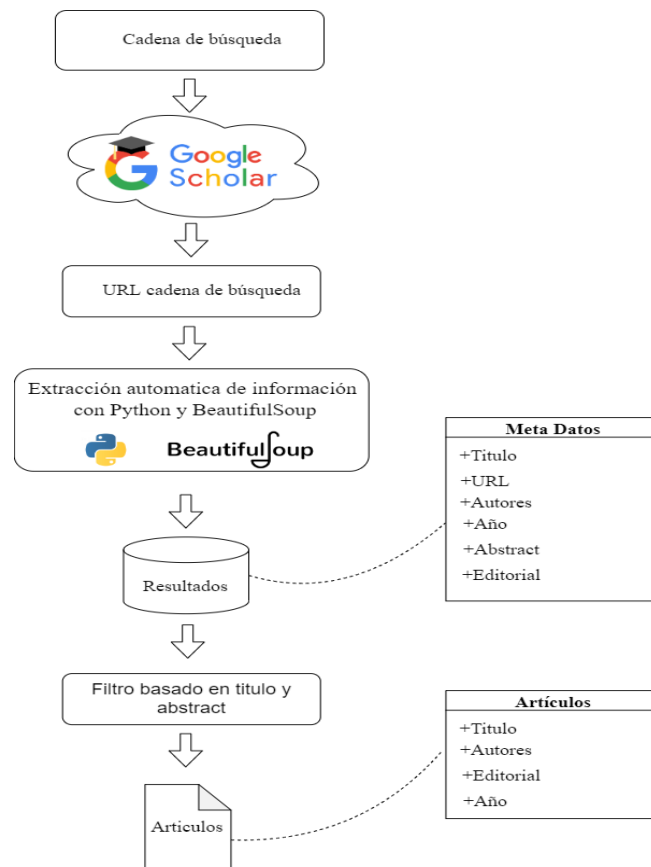 Cadena de búsqueda
Google
Scholar
URL cadena de búsqueda
Extracción automatica de información
con Python y BeautifulSoup
BeautifulSoup
Resultados
Meta Datos
+Titulo
+URL
+Autores
+Año
+Abstract
+Editorial
Filtro basado en titulo y
abstract
Articulos
Artículos
+Titulo
+Autores
+Editorial
+Año